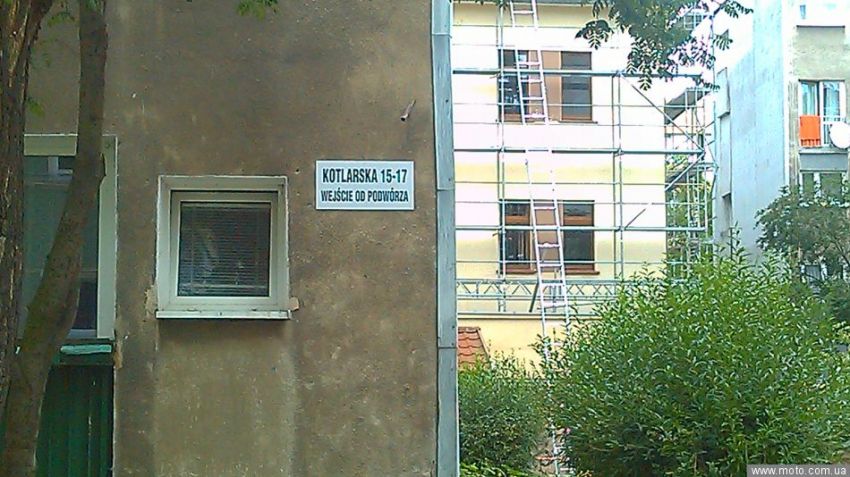 KOTLARSKA 15-17
WEJŚCIE OD PODWÓRZA
www.moto.com.ua